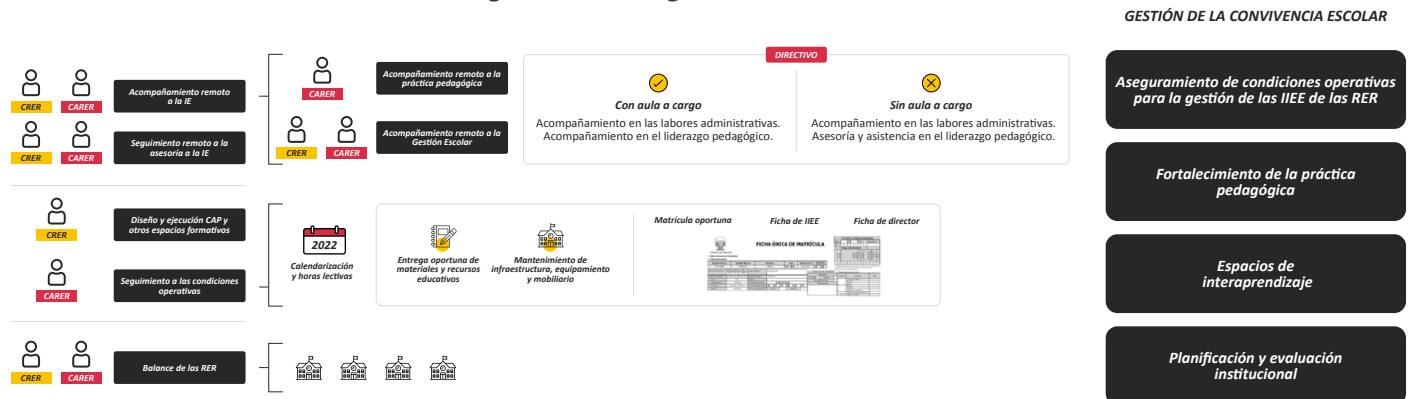 GESTIÓN DE LA CONVIVENCIA ESCOLAR
CRER
CARER
Acompañamiento remoto
a la IE
CRER
CARER
Seguimiento remoto a la
asesoría a la IE
CARER
Acompañamiento remoto a la
práctica pedagógica
CRER
CARER
Acompañamiento remoto a la
Gestión Escolar
DIRECTIVO
Con aula a cargo
Acompañamiento en las labores administrativas.
Acompañamiento en el liderazgo pedagógico.
Sin aula a cargo
Acompañamiento en las labores administrativas.
Asesoría y asistencia en el liderazgo pedagógico.
CRER
Diseño y ejecución CAP y
otros espacios formativos
CARER
Seguimiento a las condiciones
operativas
2022
Calendarización
y horas lectivas
Entrega oportuna de
materiales y recursos
educativos
Mantenimiento de
infraestructura, equipamiento
y mobiliario
Matrícula oportuna
Ficha de IIEE
Ficha de director
FICHA ÚNICA DE MATRÍCULA
CRER
CARER
Balance de las RER
Aseguramiento de condiciones operativas
para la gestión de las IIEE de las RER
Fortalecimiento de la práctica
pedagógica
Espacios de
interaprendizaje
Planificación y evaluación
institucional